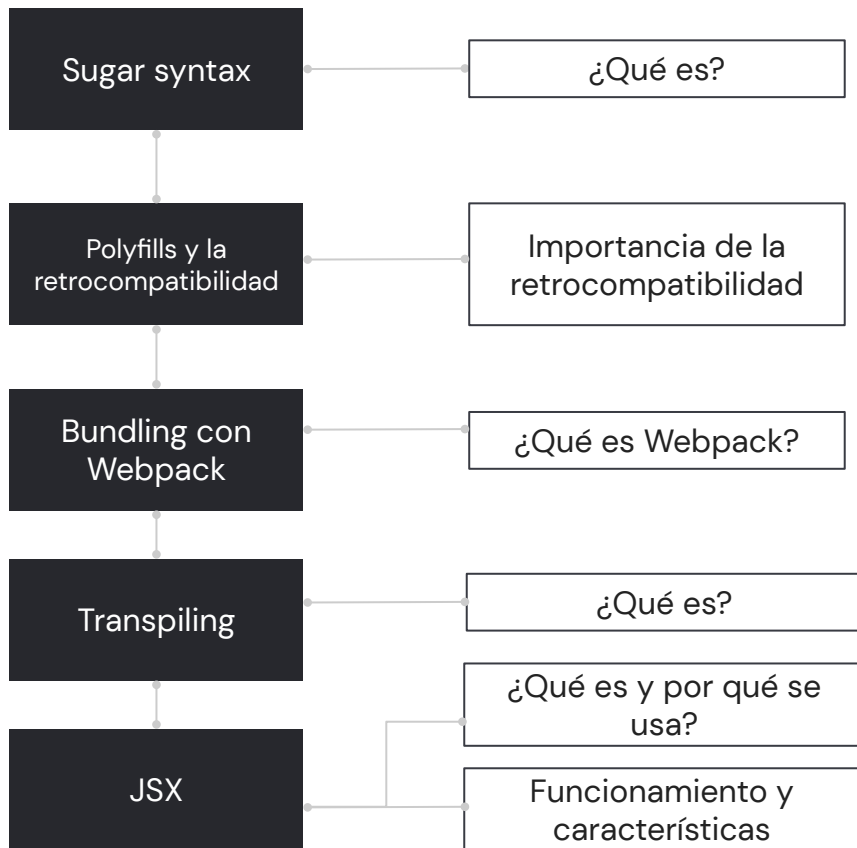 Sugar syntax
¿Qué es?
Polyfills y la
retrocompatibilidad
Importancia de la
retrocompatibilidad
Bundling con
Webpack
¿Qué es Webpack?
Transpiling
¿Qué es?
JSX
¿Qué es y por qué se
usa?
Funcionamiento y
características